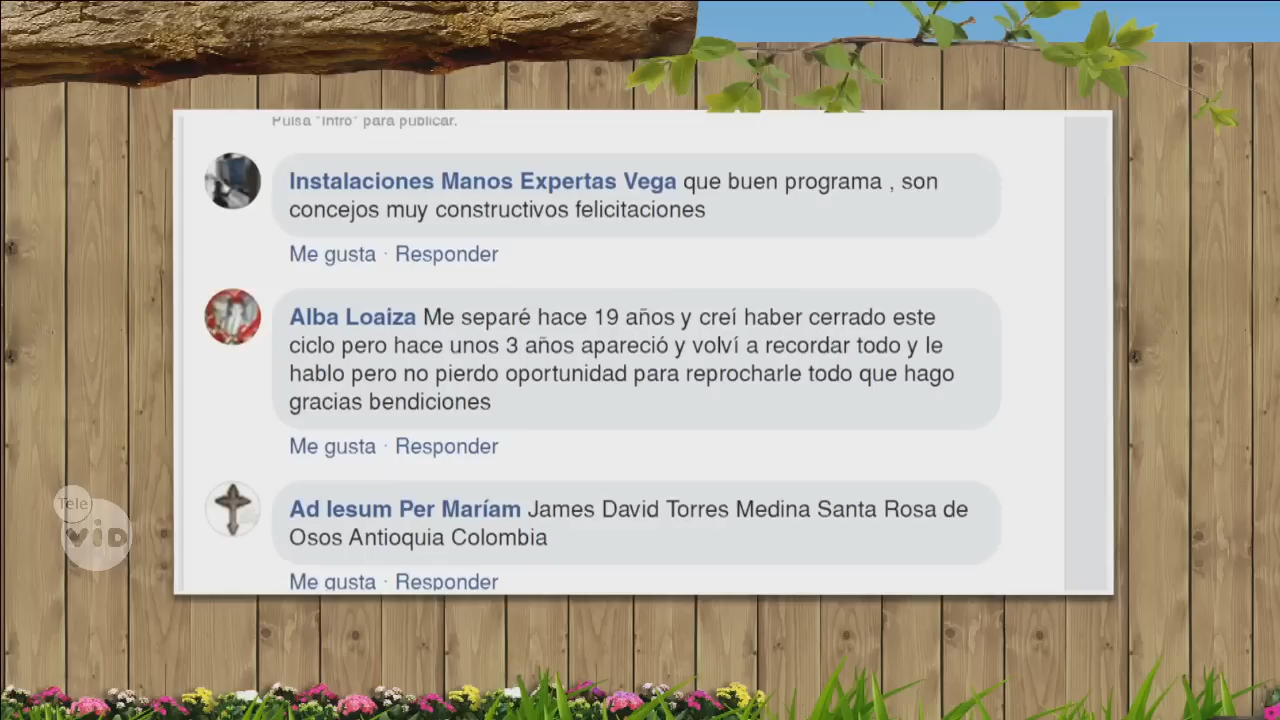 Pulsa "Intro" para publicar.
Instalaciones Manos Expertas Vega que buen programa , son
concejos muy constructivos felicitaciones
Me gusta · Responder
Alba Loaiza Me separé hace 19 años y creí haber cerrado este
ciclo pero hace unos 3 años apareció y volví a recordar todo y le
hablo pero no pierdo oportunidad para reprocharle todo que hago
gracias bendiciones
Me gusta · Responder
Ad Iesum Per Maríam James David Torres Medina Santa Rosa de
Osos Antioquia Colombia
Me gusta · Responder
Tele
ViD